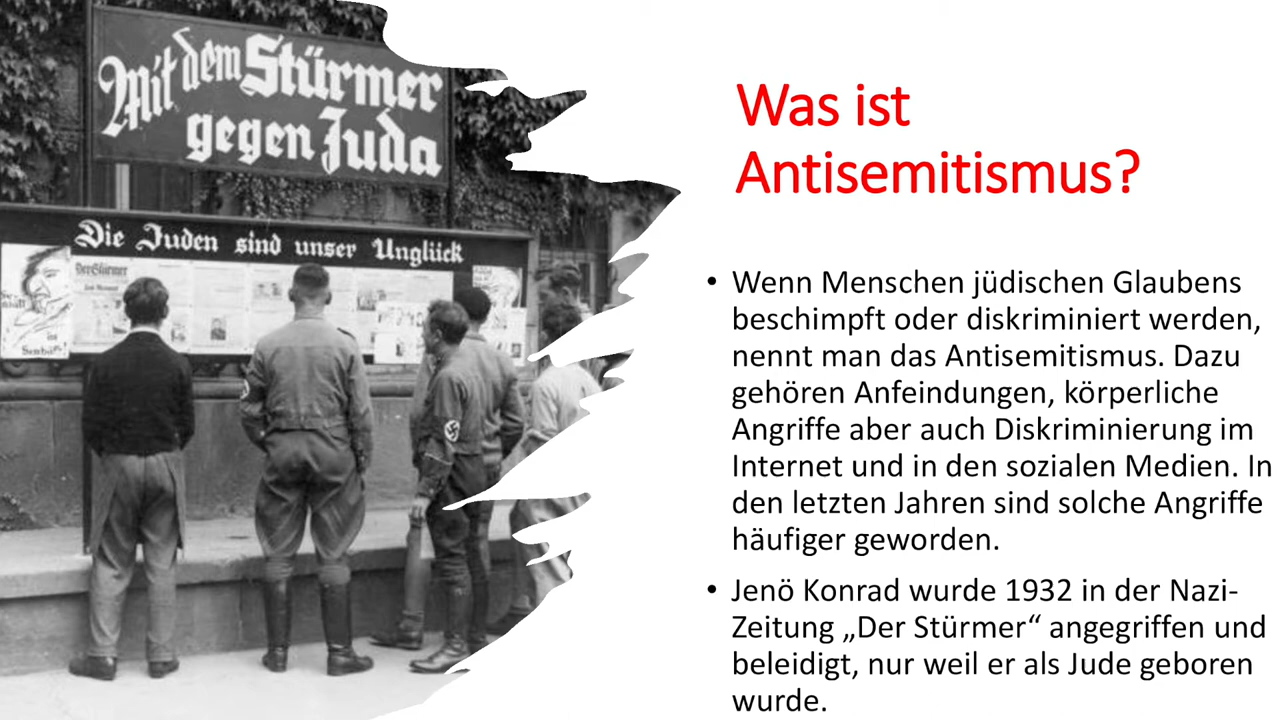 Mit dem Stürmer
gegen Juda
Die Juden sind unser Unglück
Der Stürmer
Was ist
Antisemitismus?
• Wenn Menschen jüdischen Glaubens
beschimpft oder diskriminiert werden,
nennt man das Antisemitismus. Dazu
gehören Anfeindungen, körperliche
Angriffe aber auch Diskriminierung im
Internet und in den sozialen Medien. In
den letzten Jahren sind solche Angriffe
häufiger geworden.
• Jenö Konrad wurde 1932 in der Nazi-
Zeitung „Der Stürmer“ angegriffen und
beleidigt, nur weil er als Jude geboren
wurde.